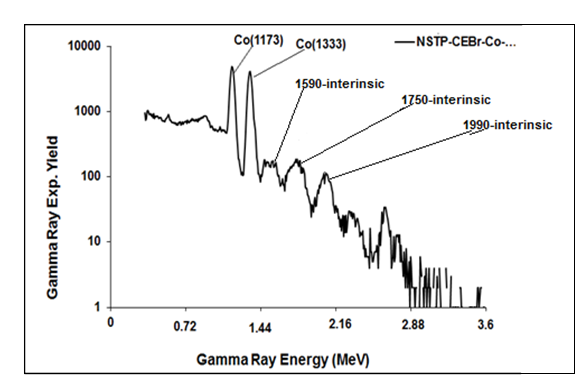 NSTP-CEBr-Co-...
Co(1173)
Co(1333)
1590-interinsic
1750-interinsic
1990-interinsic
Gamma Ray Exp. Yield
10000
1000
100
10
1
0
0.72
1.44
2.16
2.88
3.6
Gamma Ray Energy (MeV)